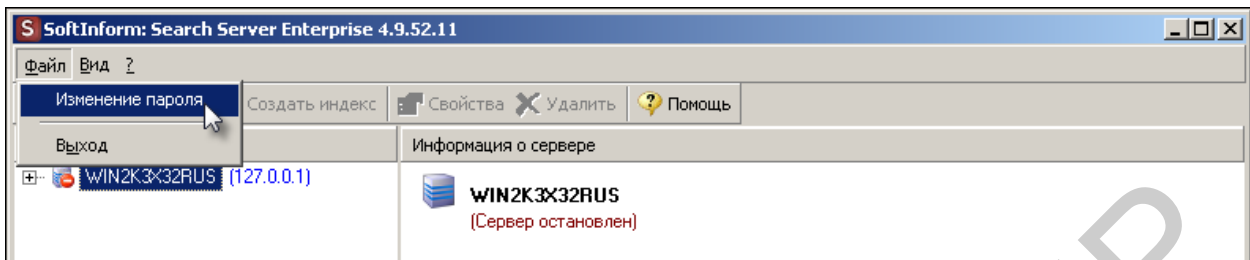 SoftInform: Search Server Enterprise 4.9.52.11
Файл Вид ?
Изменение пароля Создать индекс Свойства Удалить Помощь
Выход Информация о сервере
WIN2K3X32RUS (127.0.0.1)
WIN2K3X32RUS
(Сервер остановлен)